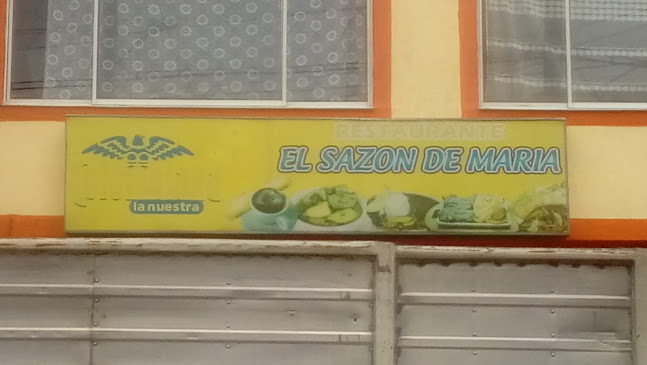 RESTAURANTE
EL SAZON DE MARIA
la nuestra